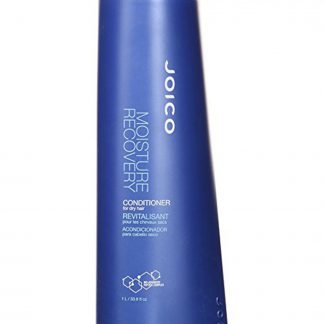 JOICO
MOISTURE
RECOVERY
CONDITIONER
for dry hair
REVITALISANT
pour les cheveux secs
ACONDICIONADOR
para cabello seco
1 L / 33.8 fl oz